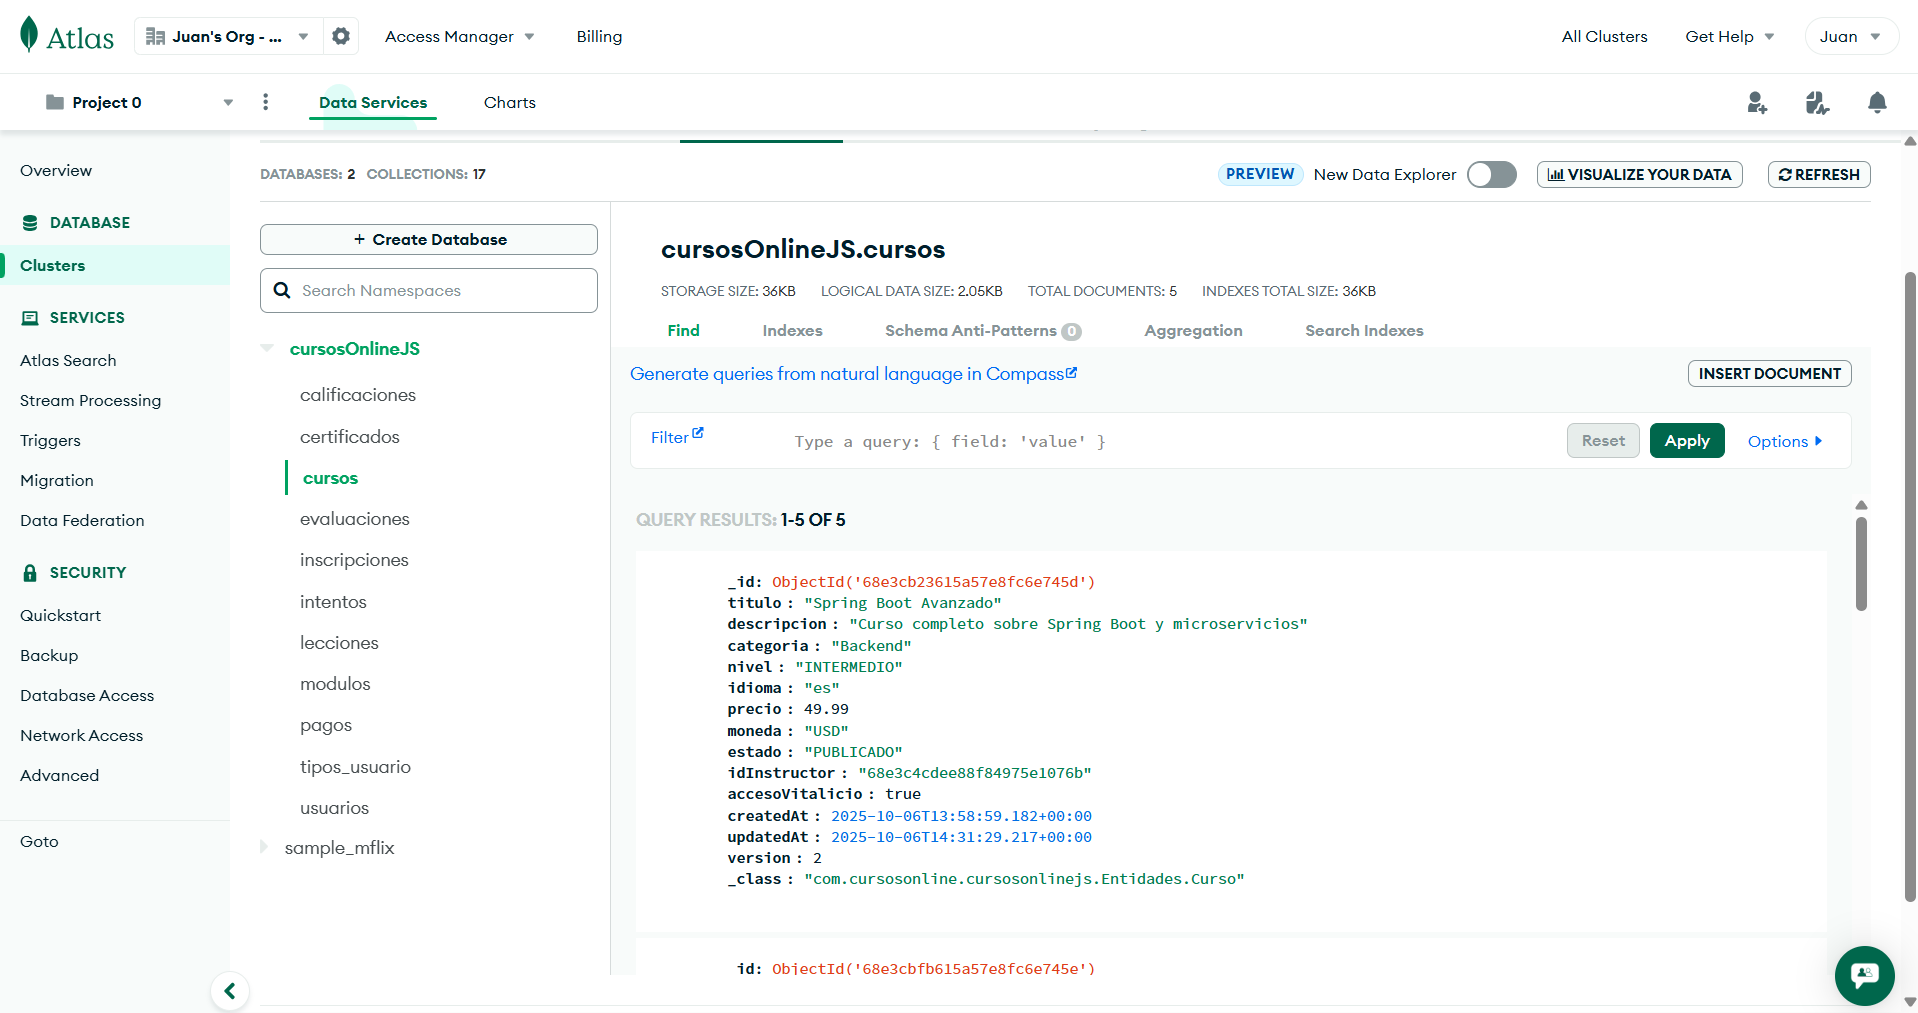 Atlas
Juan's Org - ...
Access Manager
Billing
All Clusters
Get Help
Juan
Project 0
Data Services
Charts
Overview
DATABASE
Clusters
SERVICES
Atlas Search
Stream Processing
Triggers
Migration
Data Federation
SECURITY
Quickstart
Backup
Database Access
Network Access
Advanced
Goto
DATABASES: 2 COLLECTIONS: 17
PREVIEW
New Data Explorer
VISUALIZE YOUR DATA
REFRESH
+ Create Database
Search Namespaces
cursosOnlineJS
calificaciones
certificados
cursos
evaluaciones
inscripciones
intentos
lecciones
modulos
pagos
tipos_usuario
usuarios
sample_mflix
cursosOnlineJS.cursos
STORAGE SIZE: 36KB LOGICAL DATA SIZE: 2.05KB TOTAL DOCUMENTS: 5 INDEXES TOTAL SIZE: 36KB
Find
Indexes
Schema Anti-Patterns 0
Aggregation
Search Indexes
Generate queries from natural language in Compass
INSERT DOCUMENT
Filter
Type a query: { field: 'value' }
Reset
Apply
Options
QUERY RESULTS: 1-5 OF 5
_id: ObjectId('68e3cb23615a57e8fc6e745d')
titulo : "Spring Boot Avanzado"
descripcion : "Curso completo sobre Spring Boot y microservicios"
categoria : "Backend"
nivel : "INTERMEDIO"
idioma : "es"
precio : 49.99
moneda : "USD"
estado : "PUBLICADO"
idInstructor : "68e3c4cdee88f84975e1076b"
accesoVitalicio : true
createdAt : 2025-10-06T13:58:59.182+00:00
updatedAt : 2025-10-06T14:31:29.217+00:00
version : 2
_class : "com.cursosonline.cursosonlinejs.Entidades.Curso"
id: ObjectId('68e3cbfb615a57e8fc6e745e')